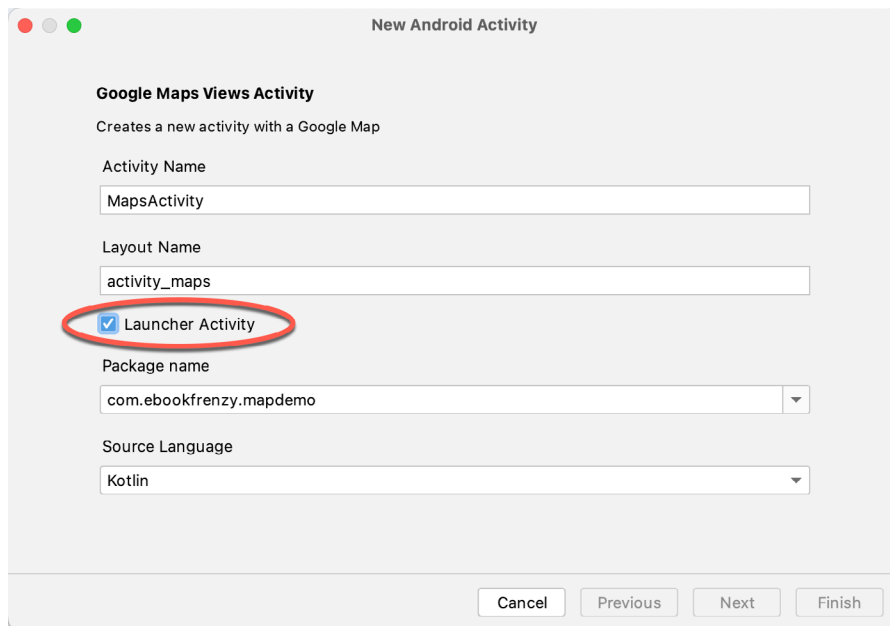 New Android Activity
Google Maps Views Activity
Creates a new activity with a Google Map
Activity Name
MapsActivity
Layout Name
activity_maps
Launcher Activity
Package name
com.ebookfrenzy.mapdemo
Source Language
Kotlin
Cancel Previous Next Finish